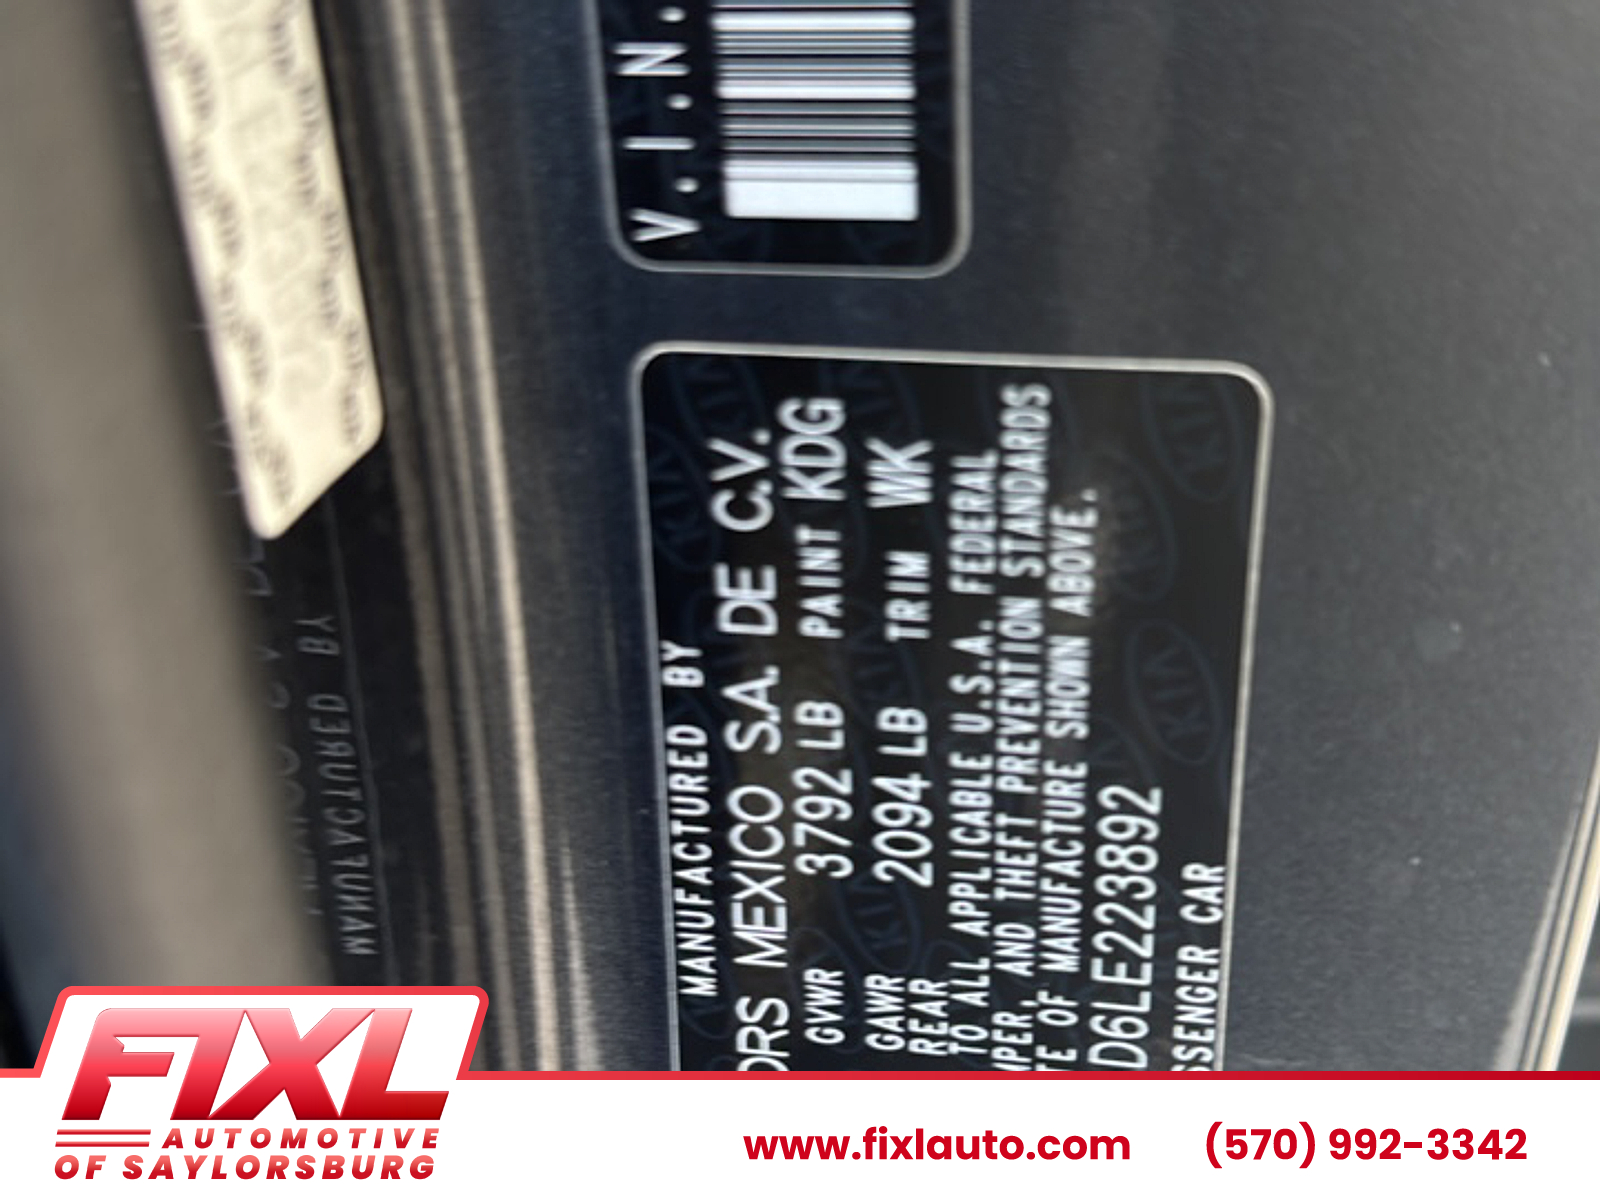 V.I.N.
MANUFACTURED BY
ORS MEXICO S.A. DE C.V.
GVWR 3792 LB PAINT KDG
GAWR 2094 LB TRIM WK
REAR
TO ALL APPLICABLE U.S.A. FEDERAL
MPER, AND THEFT PREVENTION STANDARDS
TE OF MANUFACTURE SHOWN ABOVE.
D6LE223892
SSENGER CAR
MANUFACTURED BY
FIXL
AUTOMOTIVE
OF SAYLORSBURG
www.fixlauto.com
(570) 992-3342